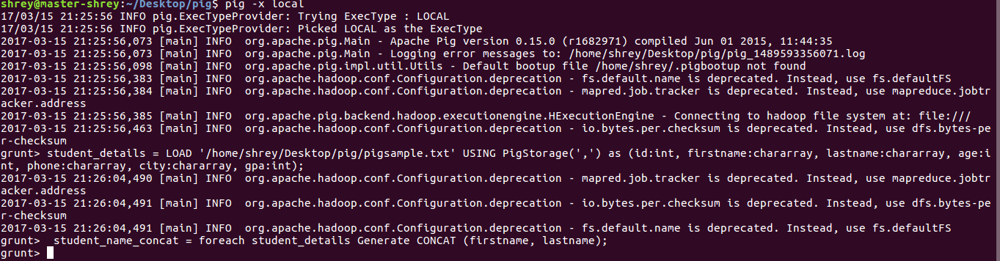 shrey@master-shrey:~/Desktop/pig$ pig -x local
17/03/15 21:25:56 INFO pig.ExecTypeProvider: Trying ExecType : LOCAL
17/03/15 21:25:56 INFO pig.ExecTypeProvider: Picked LOCAL as the ExecType
2017-03-15 21:25:56,073 [main] INFO  org.apache.pig.Main - Apache Pig version 0.15.0 (r1682971) compiled Jun 01 2015, 11:44:35
2017-03-15 21:25:56,073 [main] INFO  org.apache.pig.Main - Logging error messages to: /home/shrey/Desktop/pig/pig_1489593356071.log
2017-03-15 21:25:56,098 [main] INFO  org.apache.pig.impl.util.Utils - Default bootup file /home/shrey/.pigbootup not found
2017-03-15 21:25:56,383 [main] INFO  org.apache.hadoop.conf.Configuration.deprecation - fs.default.name is deprecated. Instead, use fs.defaultFS
2017-03-15 21:25:56,384 [main] INFO  org.apache.hadoop.conf.Configuration.deprecation - mapred.job.tracker is deprecated. Instead, use mapreduce.jobtr
acker.address
2017-03-15 21:25:56,385 [main] INFO  org.apache.pig.backend.hadoop.executionengine.HExecutionEngine - Connecting to hadoop file system at: file:///
2017-03-15 21:25:56,463 [main] INFO  org.apache.hadoop.conf.Configuration.deprecation - io.bytes.per.checksum is deprecated. Instead, use dfs.bytes-pe
r-checksum
grunt> student_details = LOAD '/home/shrey/Desktop/pig/pigsample.txt' USING PigStorage(',') as (id:int, firstname:chararray, lastname:chararray, age:i
nt, phone:chararray, city:chararray, gpa:int);
2017-03-15 21:26:04,490 [main] INFO  org.apache.hadoop.conf.Configuration.deprecation - mapred.job.tracker is deprecated. Instead, use mapreduce.jobtr
acker.address
2017-03-15 21:26:04,491 [main] INFO  org.apache.hadoop.conf.Configuration.deprecation - io.bytes.per.checksum is deprecated. Instead, use dfs.bytes-pe
r-checksum
2017-03-15 21:26:04,491 [main] INFO  org.apache.hadoop.conf.Configuration.deprecation - fs.default.name is deprecated. Instead, use fs.defaultFS
grunt>  student_name_concat = foreach student_details Generate CONCAT (firstname, lastname);
grunt>